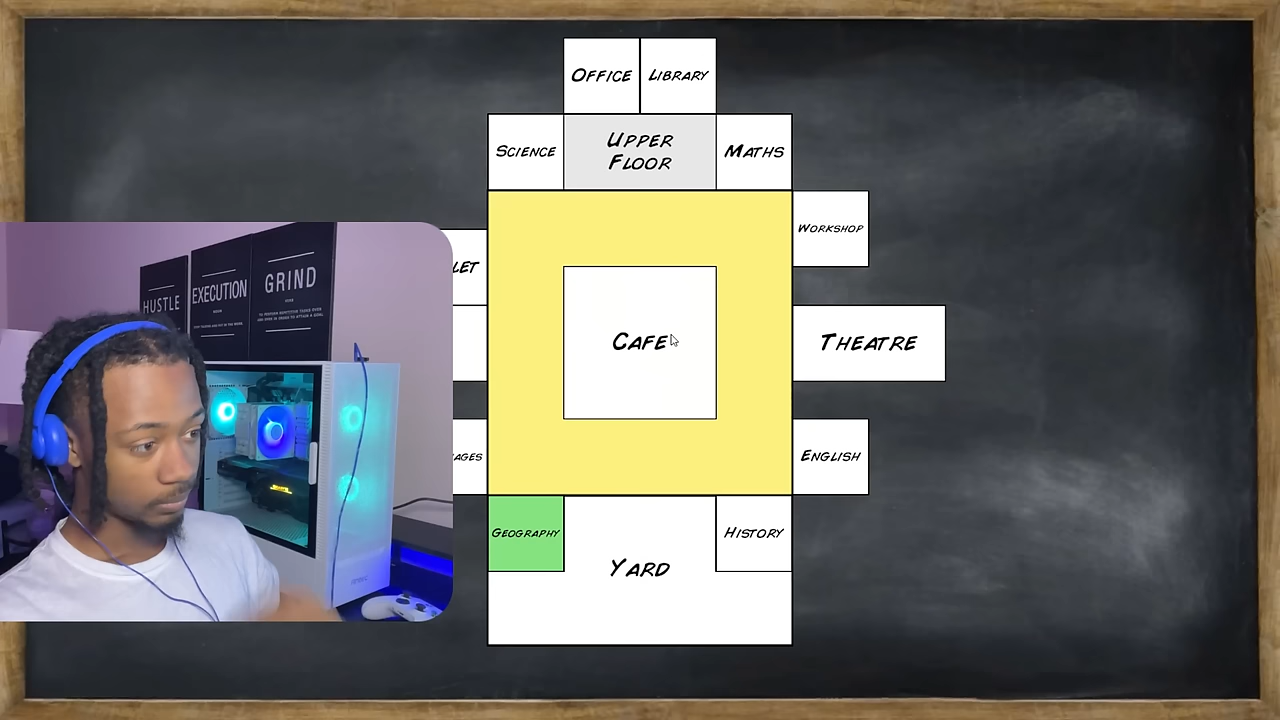 OFFICE
LIBRARY
SCIENCE
UPPER
FLOOR
MATHS
WORKSHOP
LET
CAFE
THEATRE
AGES
ENGLISH
GEOGRAPHY
YARD
HISTORY
HUSTLE
EXECUTION
GRIND